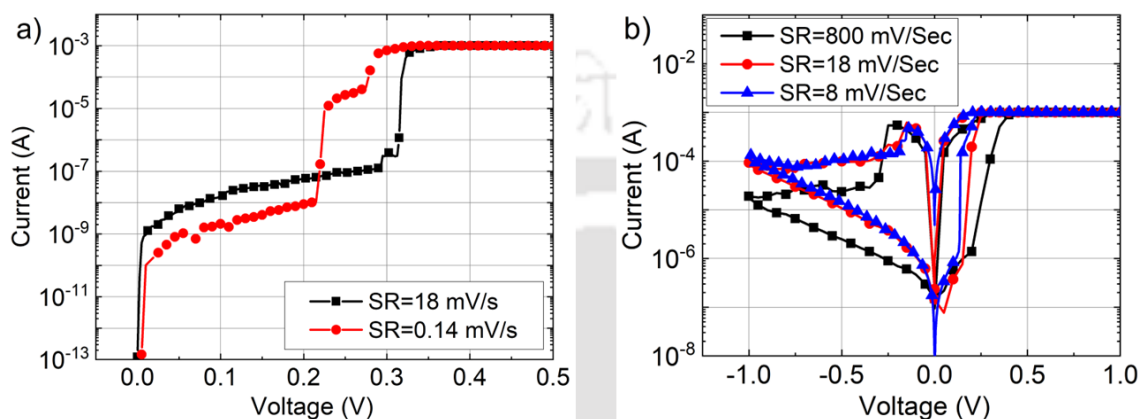 a)
10⁻³
10⁻⁵
10⁻⁷
10⁻⁹
10⁻¹¹
10⁻¹³
Current (A)
SR=18 mV/s
SR=0.14 mV/s
0.0 0.1 0.2 0.3 0.4 0.5
Voltage (V)
b)
SR=800 mV/Sec
SR=18 mV/Sec
SR=8 mV/Sec
10⁰
10⁻²
10⁻⁴
10⁻⁶
10⁻⁸
Current (A)
-1.0 -0.5 0.0 0.5 1.0
Voltage (V)